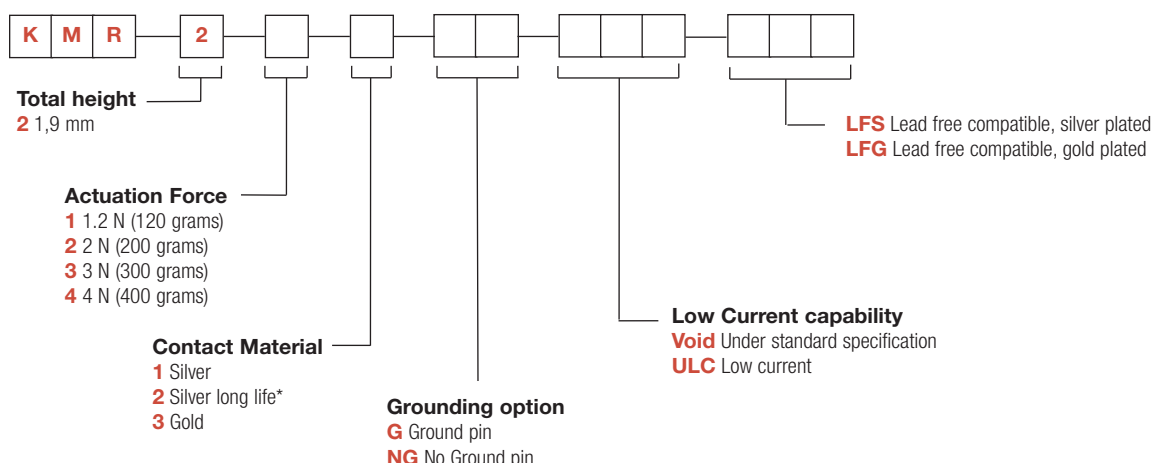 K M R 2
Total height
2 1,9 mm
LFS Lead free compatible, silver plated
LFG Lead free compatible, gold plated
Actuation Force
1 1.2 N (120 grams)
2 2 N (200 grams)
3 3 N (300 grams)
4 4 N (400 grams)
Low Current capability
Void Under standard specification
ULC Low current
Contact Material
1 Silver
2 Silver long life*
3 Gold
Grounding option
G Ground pin
NG No Ground pin